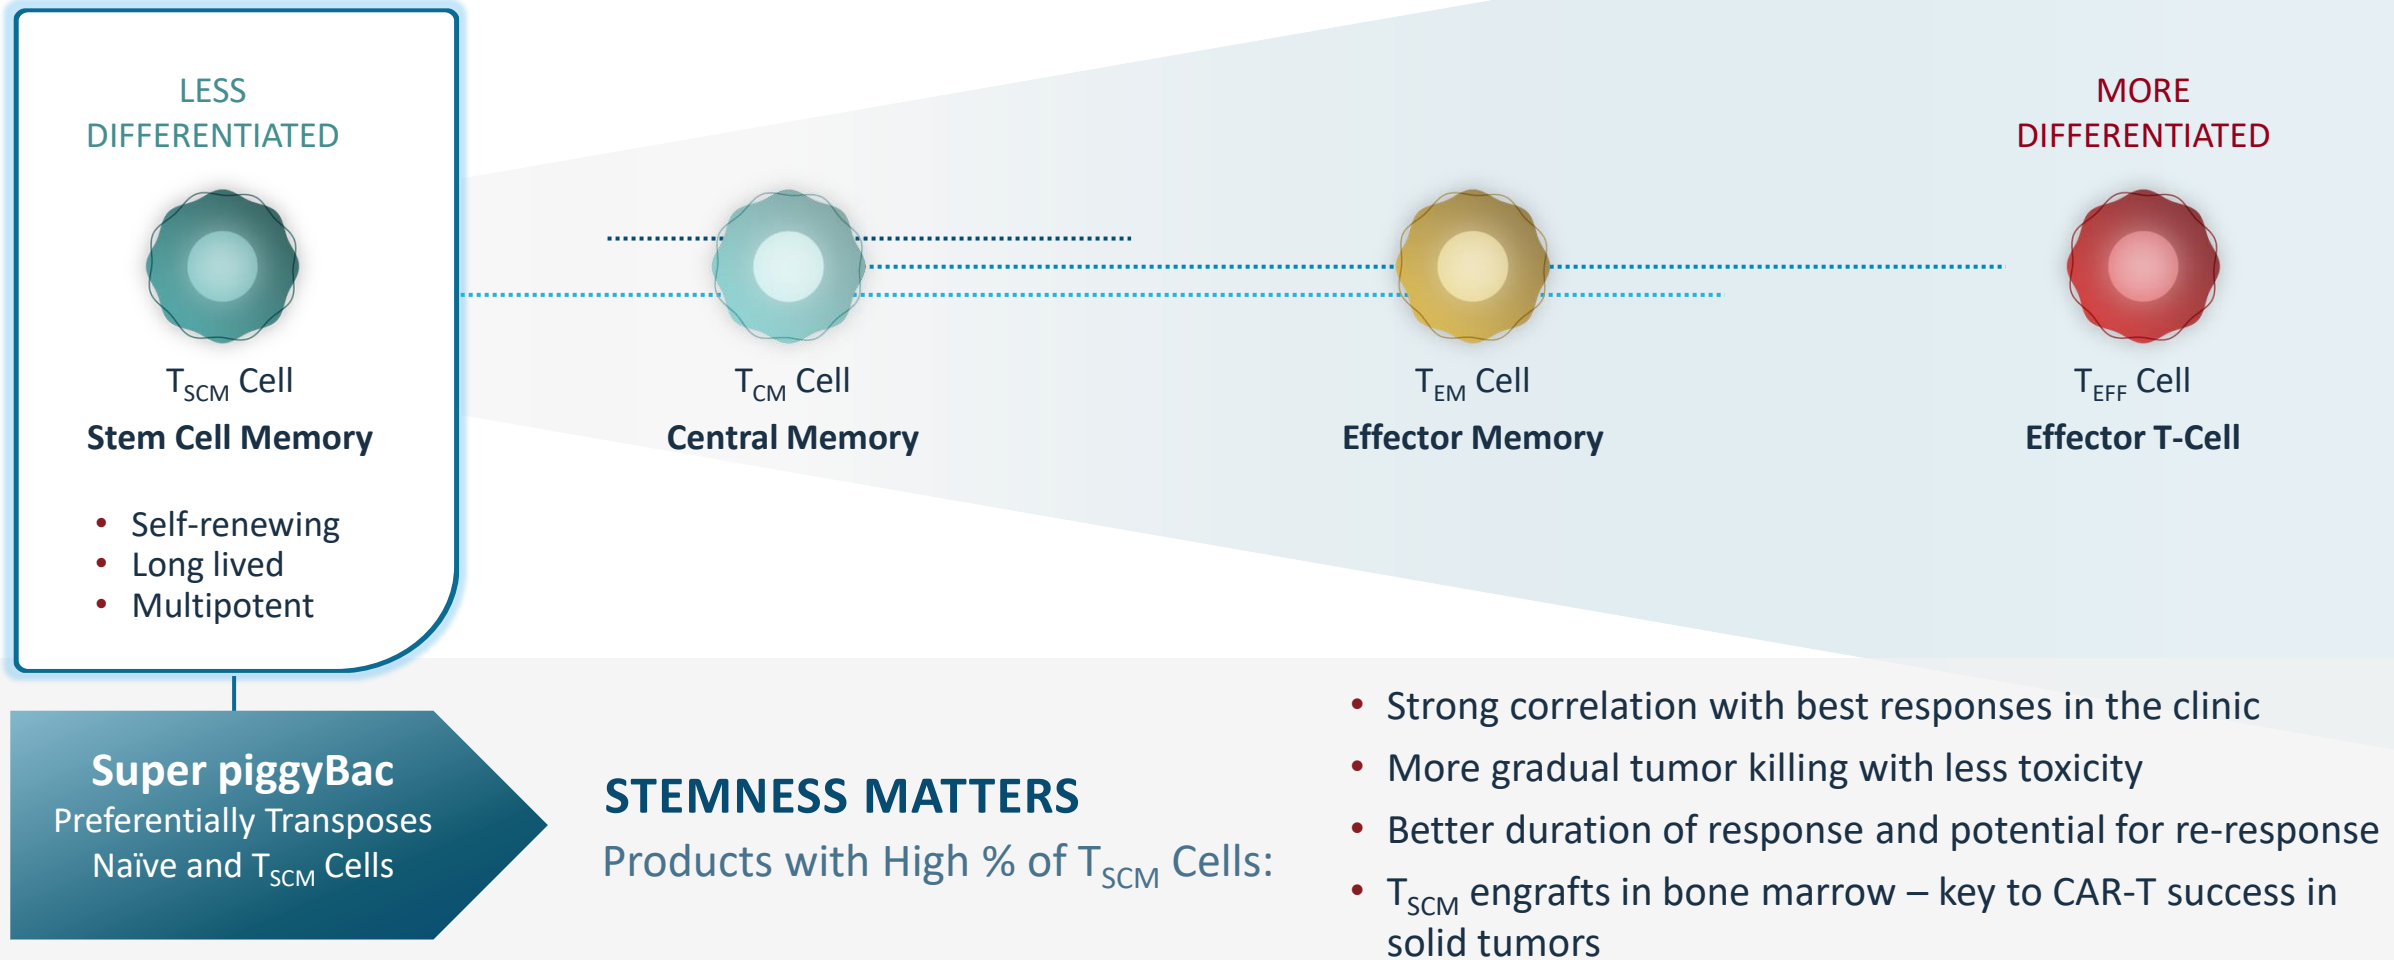 LESS
DIFFERENTIATED
MORE
DIFFERENTIATED
TSCM Cell
Stem Cell Memory
TCM Cell
Central Memory
TEM Cell
Effector Memory
TEFF Cell
Effector T-Cell
• Self-renewing
• Long lived
• Multipotent
Super piggyBac
Preferentially Transposes
Naïve and TSCM Cells
STEMNESS MATTERS
Products with High % of TSCM Cells:
• Strong correlation with best responses in the clinic
• More gradual tumor killing with less toxicity
• Better duration of response and potential for re-response
• TSCM engrafts in bone marrow – key to CAR-T success in
solid tumors